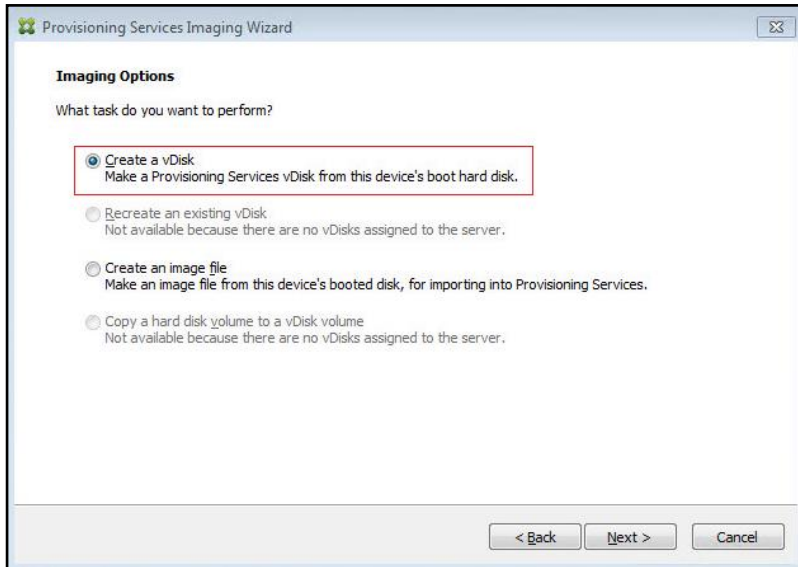 Provisioning Services Imaging Wizard
Imaging Options
What task do you want to perform?
Create a vDisk
Make a Provisioning Services vDisk from this device's boot hard disk.
Recreate an existing vDisk
Not available because there are no vDisks assigned to the server.
Create an image file
Make an image file from this device's booted disk, for importing into Provisioning Services.
Copy a hard disk volume to a vDisk volume
Not available because there are no vDisks assigned to the server.
< Back Next > Cancel